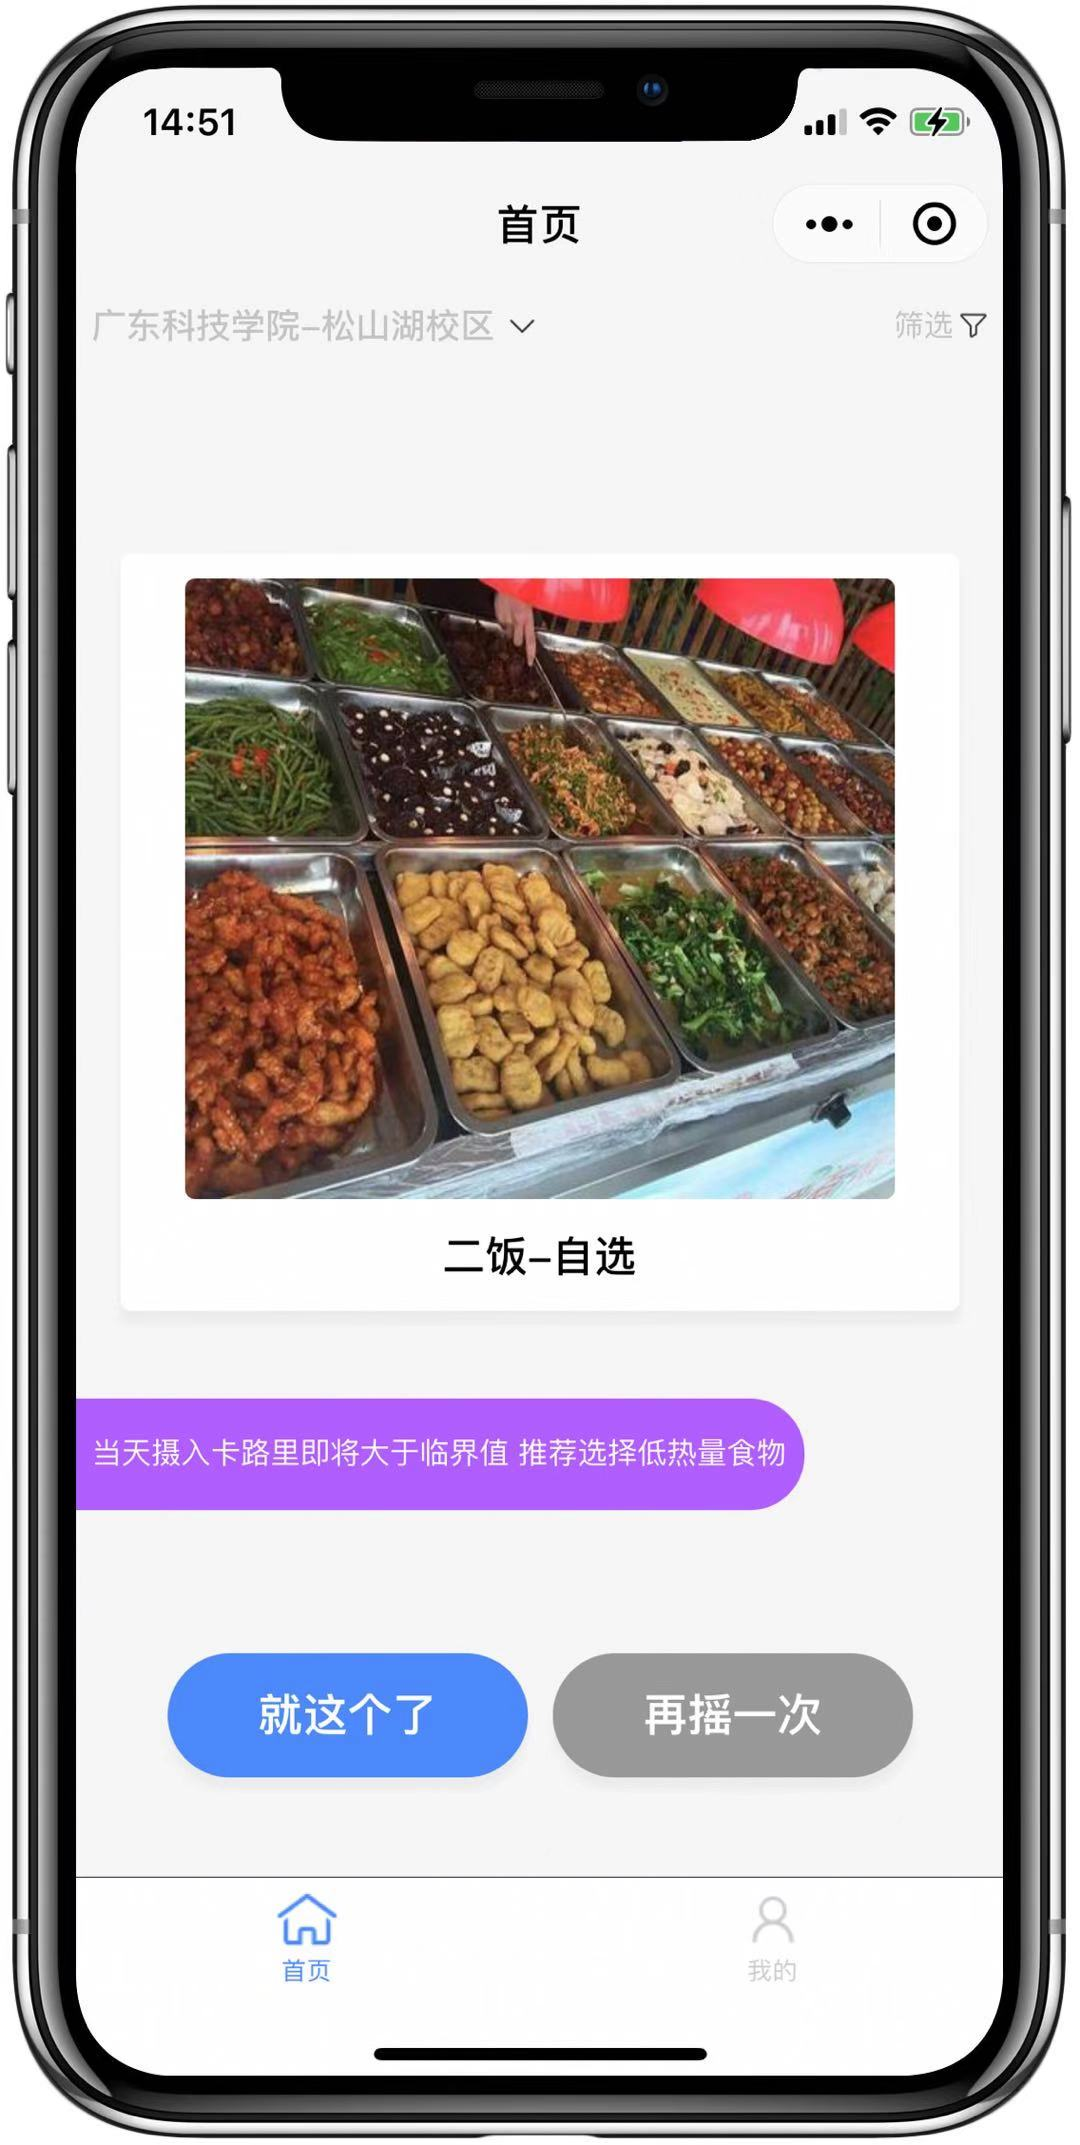 14:51
首页
广东科技学院-松山湖校区
筛选
二饭-自选
当天摄入卡路里即将大于临界值 推荐选择低热量食物
就这个了
再摇一次
首页
我的